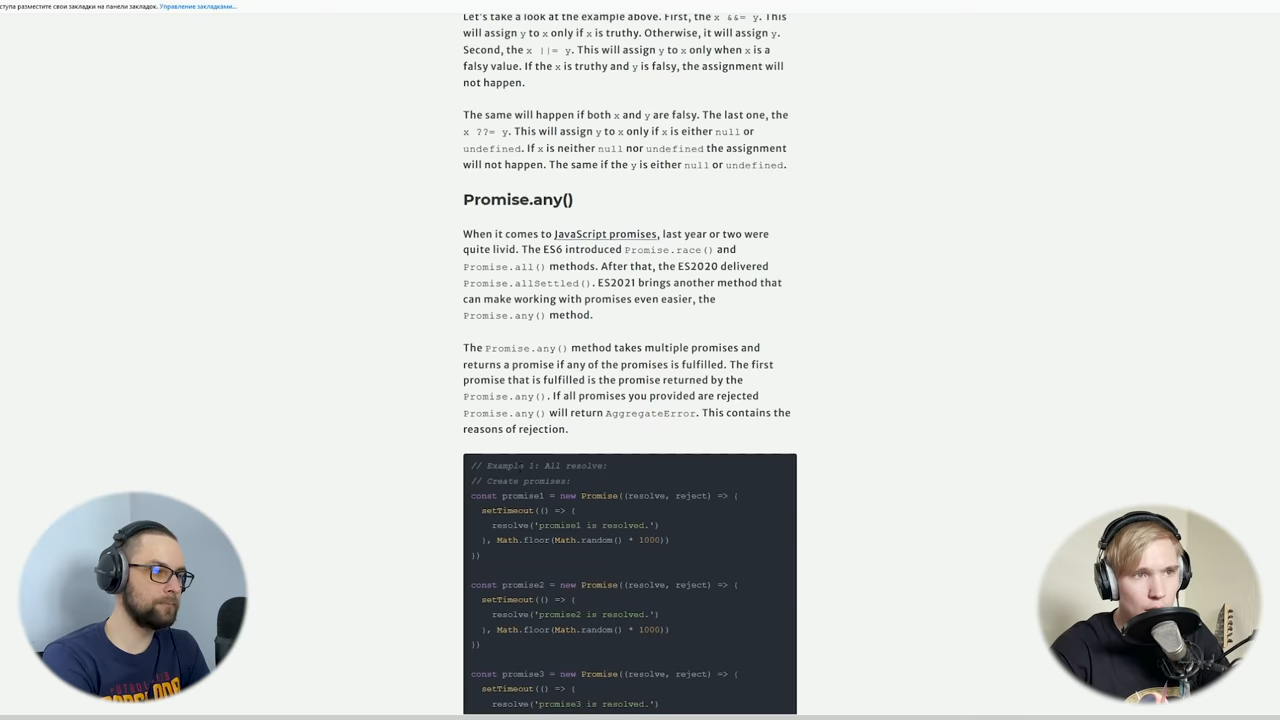 ступа разместите свои закладки на панели закладок. Управление закладками...
Let's take a look at the example above. First, the x &&= y. This
will assign y to x only if x is truthy. Otherwise, it will assign y.
Second, the x ||= y. This will assign y to x only when x is a
falsy value. If the x is truthy and y is falsy, the assignment will
not happen.
The same will happen if both x and y are falsy. The last one, the
x ??= y. This will assign y to x only if x is either null or
undefined. If x is neither null nor undefined the assignment
will not happen. The same if the y is either null or undefined.
Promise.any()
When it comes to JavaScript promises, last year or two were
quite livid. The ES6 introduced Promise.race() and
Promise.all() methods. After that, the ES2020 delivered
Promise.allSettled(). ES2021 brings another method that
can make working with promises even easier, the
Promise.any() method.
The Promise.any() method takes multiple promises and
returns a promise if any of the promises is fulfilled. The first
promise that is fulfilled is the promise returned by the
Promise.any(). If all promises you provided are rejected
Promise.any() will return AggregateError. This contains the
reasons of rejection.
// Example 1: All resolve:
// Create promises:
const promise1 = new Promise((resolve, reject) => {
setTimeout(() => {
resolve('promise1 is resolved.')
}, Math.floor(Math.random() * 1000))
})
const promise2 = new Promise((resolve, reject) => {
setTimeout(() => {
resolve('promise2 is resolved.')
}, Math.floor(Math.random() * 1000))
})
const promise3 = new Promise((resolve, reject) => {
setTimeout(() => {
resolve('promise3 is resolved.')